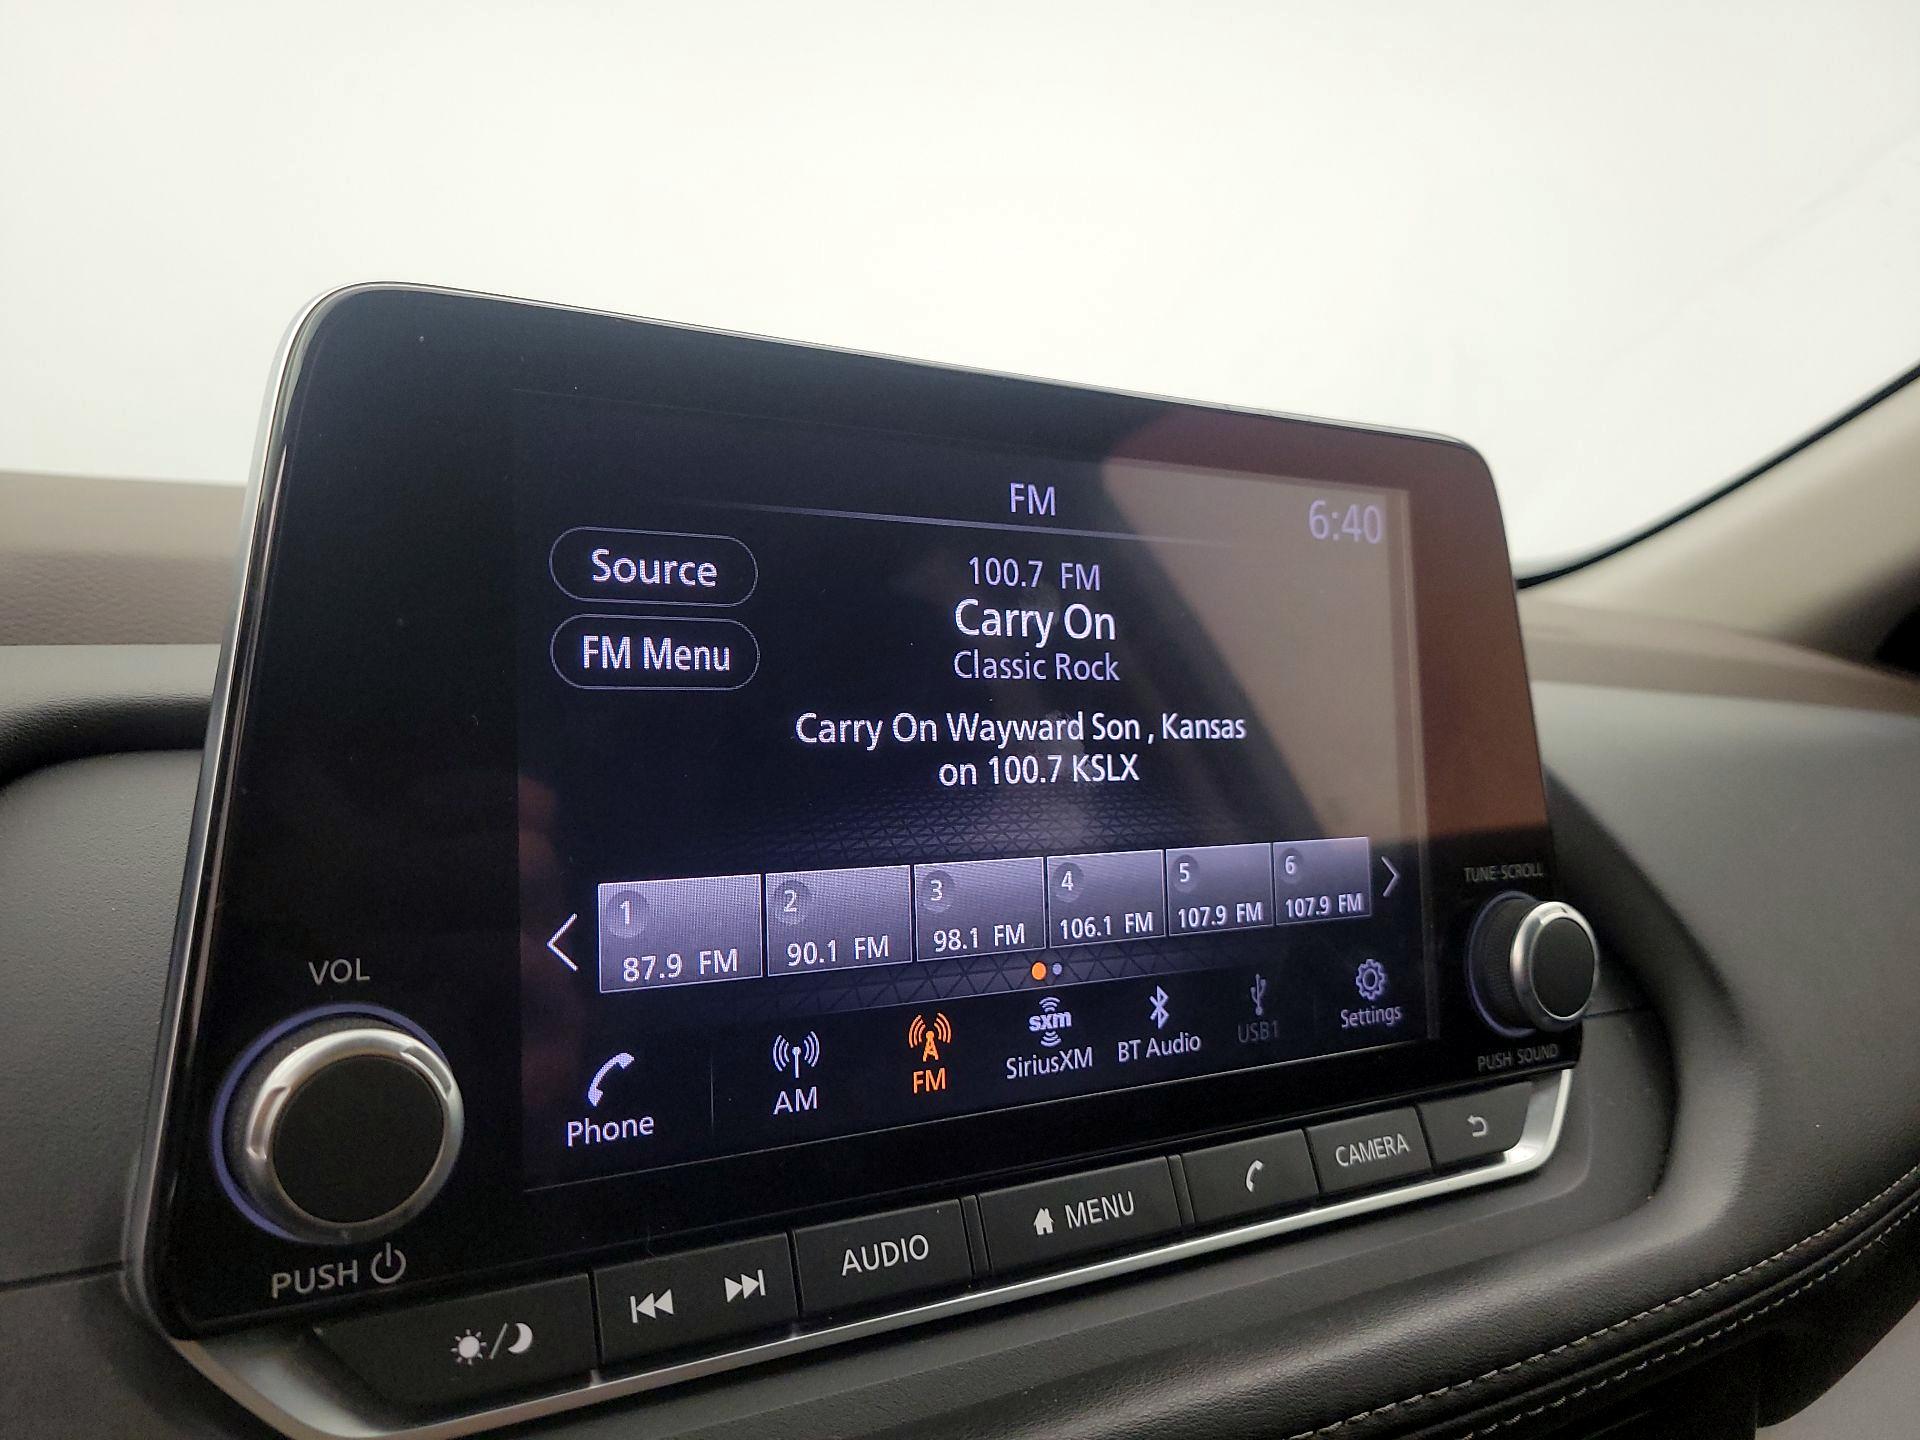 FM
6:40
Source
100.7 FM
Carry On
FM Menu
Classic Rock
Carry On Wayward Son , Kansas
on 100.7 KSLX
1
87.9 FM
2
90.1 FM
3
98.1 FM
4
106.1 FM
5
107.9 FM
6
107.9 FM
Phone
AM
FM
sxm
SiriusXM
BT Audio
USB1
Settings
VOL
PUSH
TUNE·SCROLL
PUSH SOUND
AUDIO
MENU
CAMERA